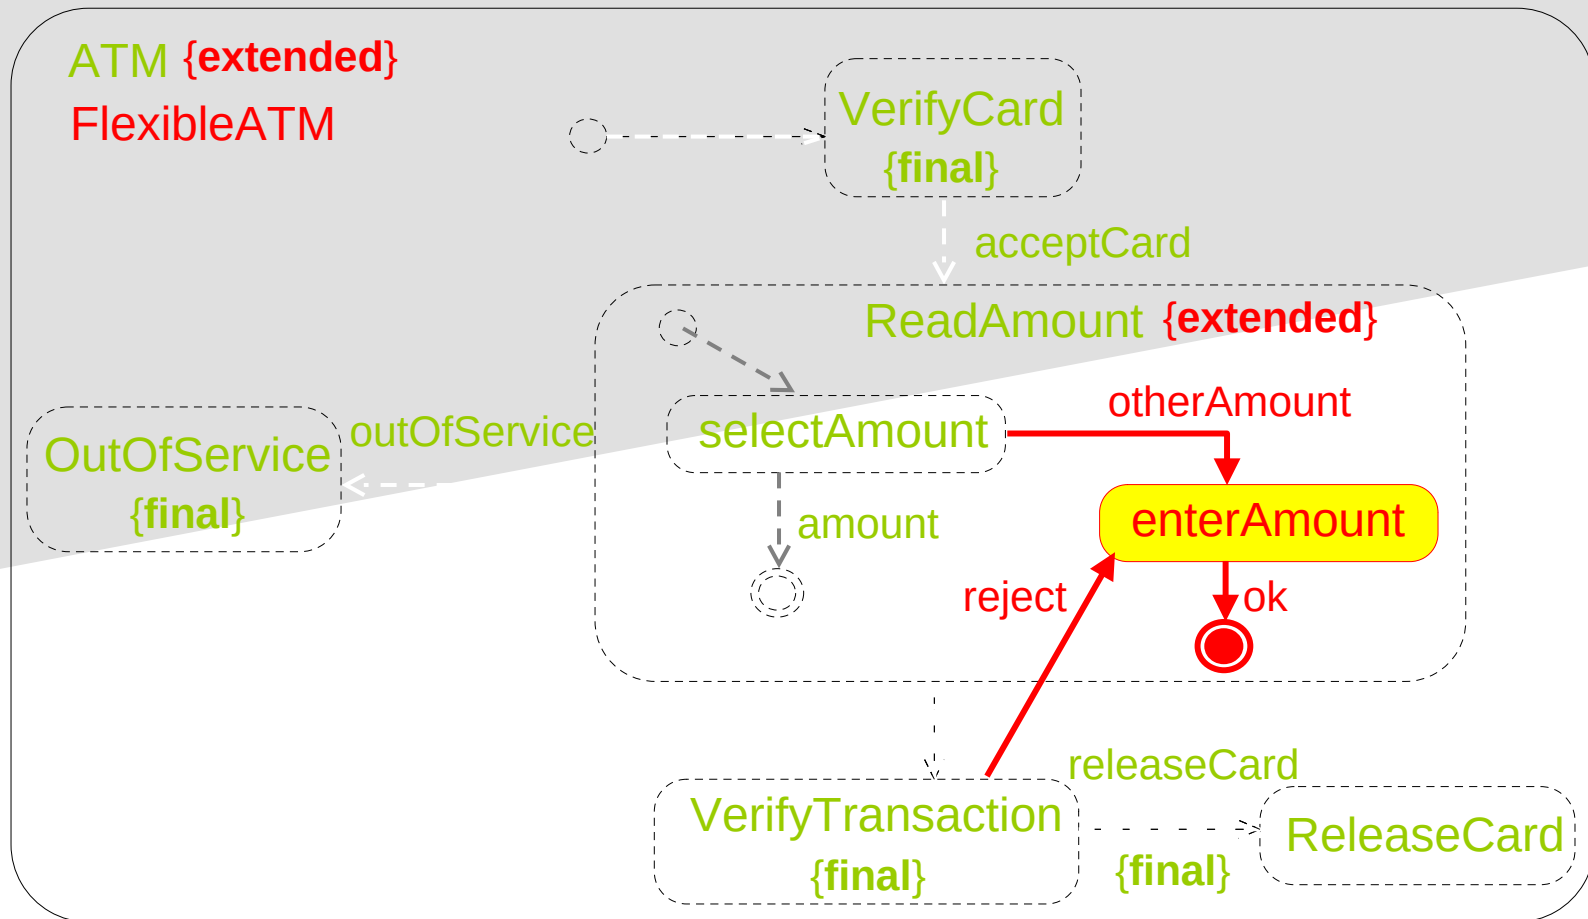 ATM {extended}
FlexibleATM
VerifyCard
{final}
acceptCard
ReadAmount {extended}
otherAmount
selectAmount
outOfService
OutOfService
{final}
enterAmount
amount
reject
ok
releaseCard
VerifyTransaction
{final}
{final}
ReleaseCard